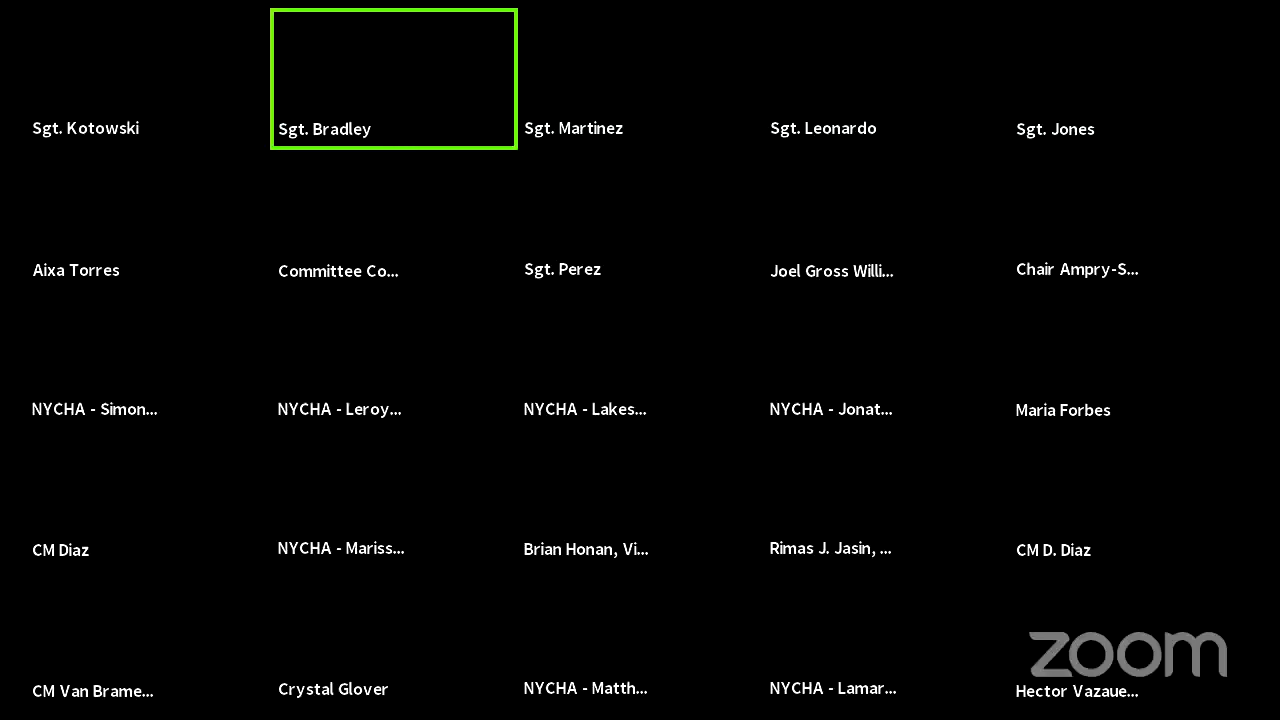 Sgt. Kotowski
Sgt. Bradley
Sgt. Martinez
Sgt. Leonardo
Sgt. Jones
Aixa Torres
Committee Co...
Sgt. Perez
Joel Gross Willi...
Chair Ampry-S...
NYCHA - Simon...
NYCHA - Leroy...
NYCHA - Lakes...
NYCHA - Jonat...
Maria Forbes
CM Diaz
NYCHA - Mariss...
Brian Honan, Vi...
Rimas J. Jasin, ...
CM D. Diaz
zoom
CM Van Brame...
Crystal Glover
NYCHA - Matth...
NYCHA - Lamar...
Hector Vazaue...